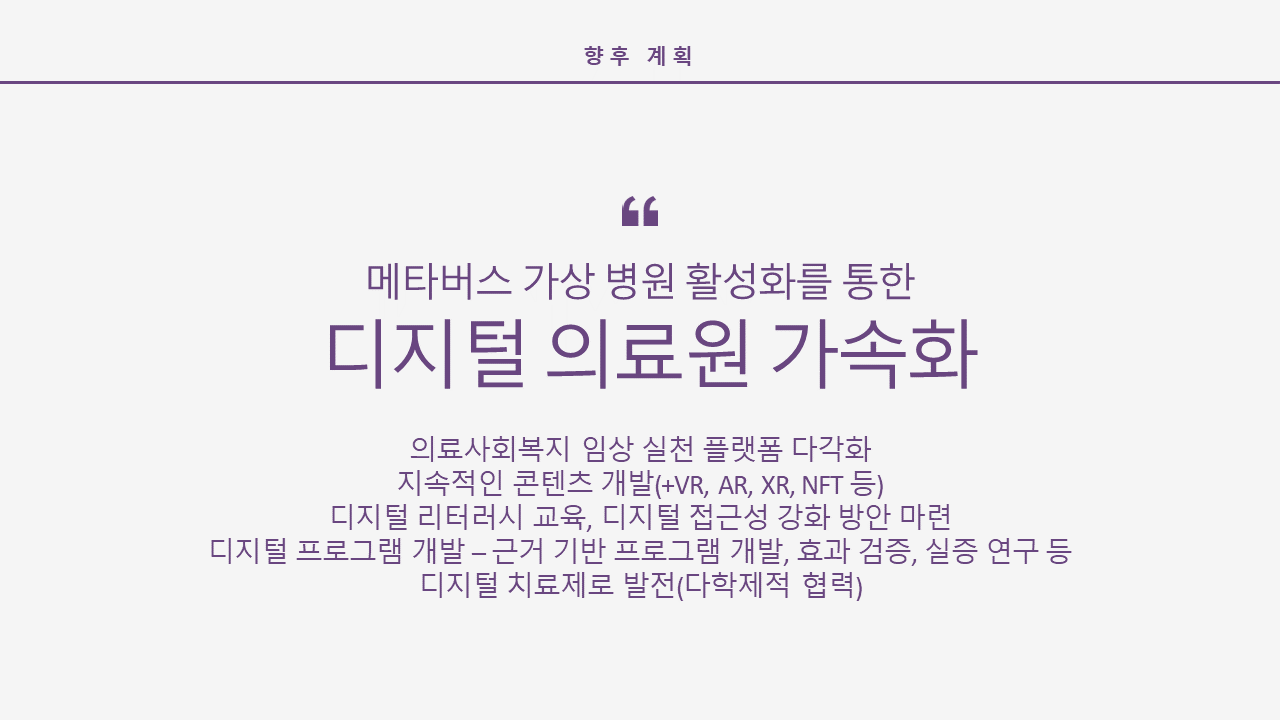 향후 계획
“
메타버스 가상 병원 활성화를 통한
디지털 의료원 가속화
의료사회복지 임상 실천 플랫폼 다각화
지속적인 콘텐츠 개발(+VR, AR, XR, NFT 등)
디지털 리터러시 교육, 디지털 접근성 강화 방안 마련
디지털 프로그램 개발 – 근거 기반 프로그램 개발, 효과 검증, 실증 연구 등
디지털 치료제로 발전(다학제적 협력)